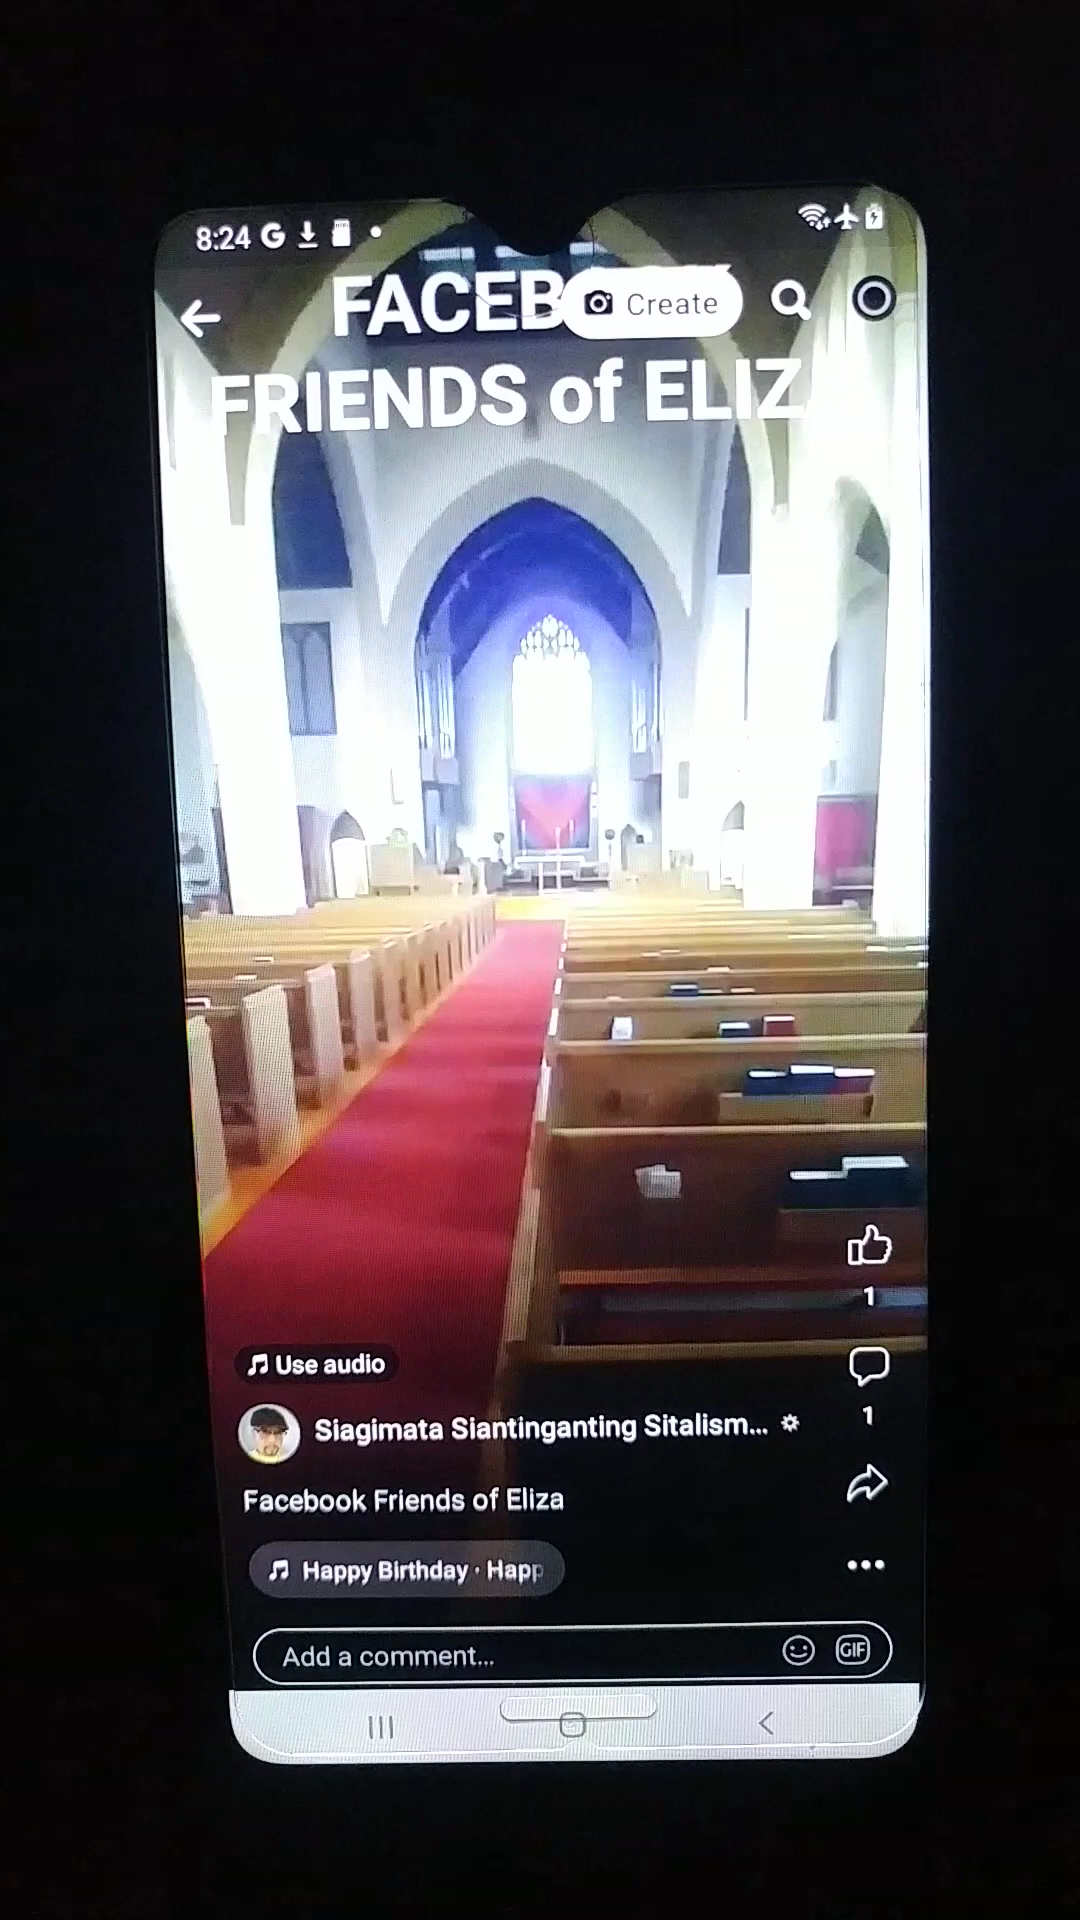 8:24 G
FACEB
Create
FRIENDS of ELIZ
1
Use audio
1
Siagimata Siantinganting Sitalism...
Facebook Friends of Eliza
Happy Birthday · Happ
Add a comment...
GIF